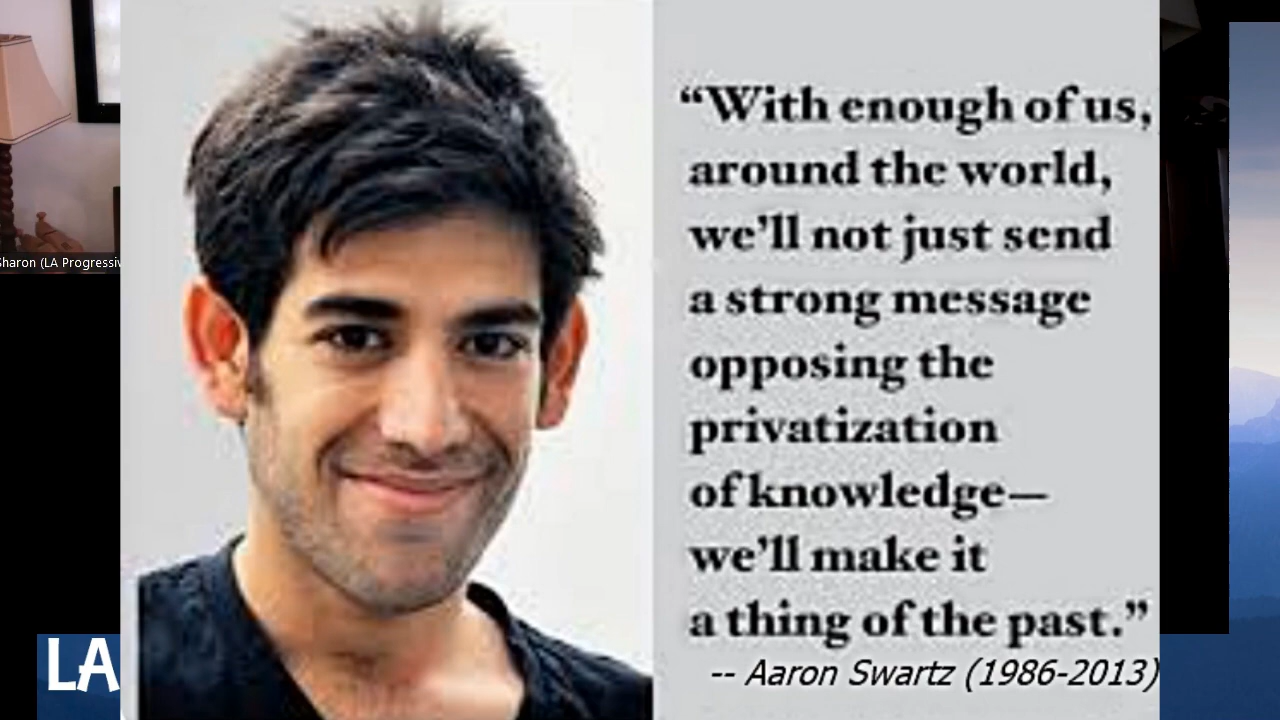 “With enough of us,
around the world,
we’ll not just send
a strong message
opposing the
privatization
of knowledge—
we’ll make it
a thing of the past.”
-- Aaron Swartz (1986-2013)
Sharon (LA Progressiv
LA